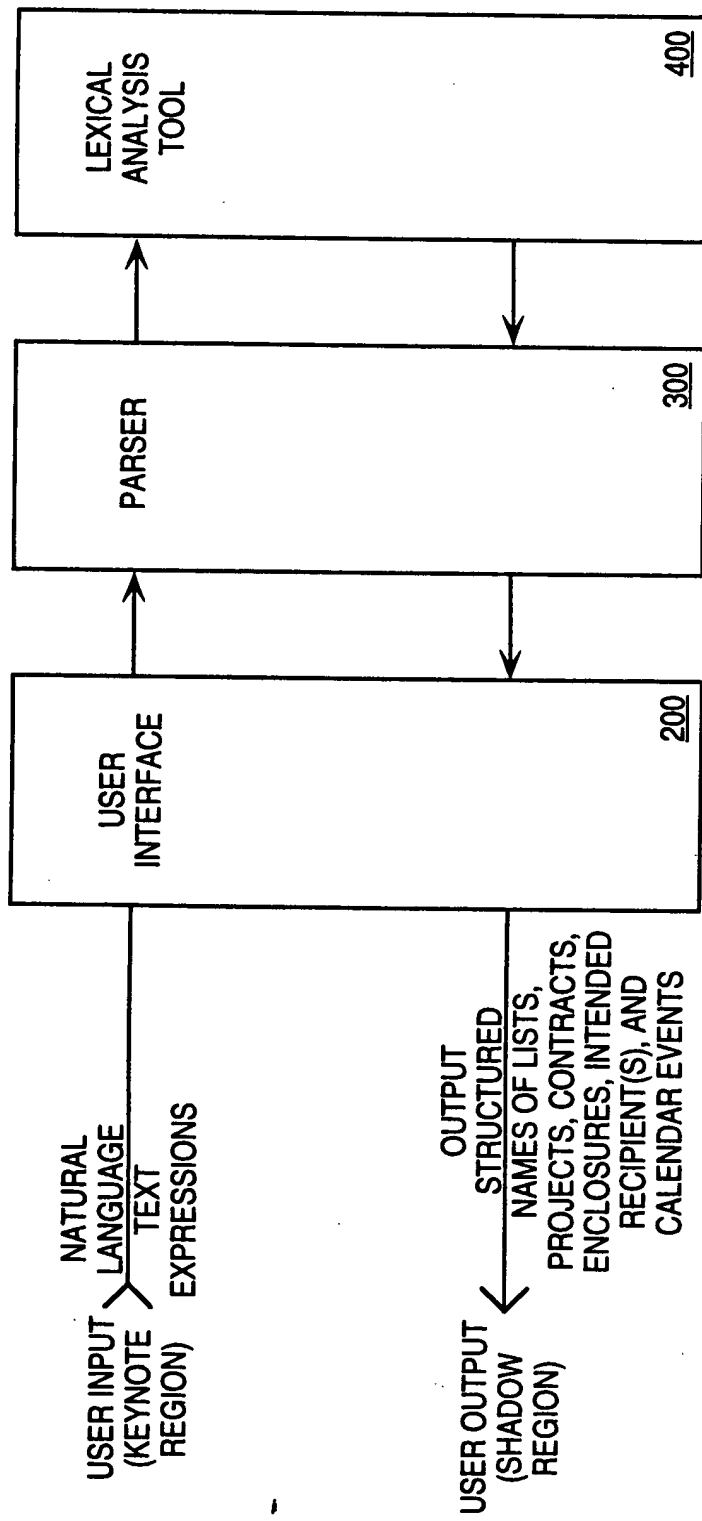 USER INPUT
(KEYNOTE
REGION)
NATURAL
LANGUAGE
TEXT
EXPRESSIONS
USER
INTERFACE
200
PARSER
300
LEXICAL
ANALYSIS
TOOL
400
USER OUTPUT
(SHADOW
REGION)
OUTPUT
STRUCTURED
NAMES OF LISTS,
PROJECTS, CONTRACTS,
ENCLOSURES, INTENDED
RECIPIENT(S), AND
CALENDAR EVENTS